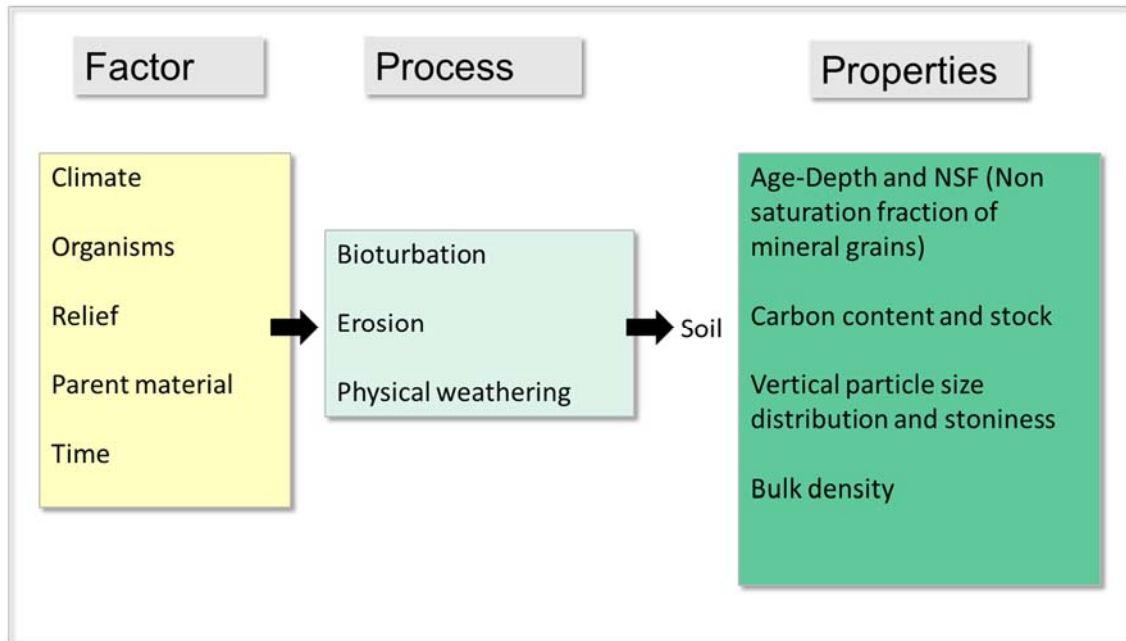 Factor
Process
Properties
Climate
Organisms
Relief
Parent material
Time
Bioturbation
Erosion
Physical weathering
Soil
Age-Depth and NSF (Non
saturation fraction of
mineral grains)
Carbon content and stock
Vertical particle size
distribution and stoniness
Bulk density